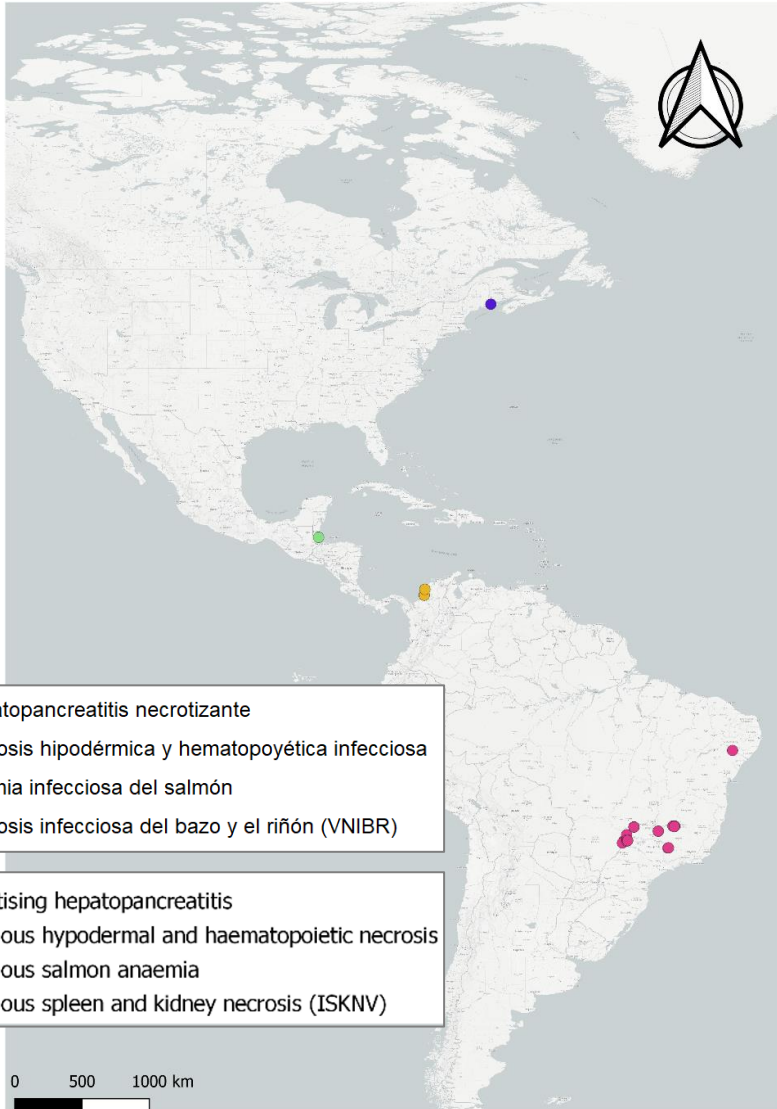 atopancreatitis necrotizante
osis hipodérmica y hematopoyética infecciosa
nia infecciosa del salmón
osis infecciosa del bazo y el riñón (VNIBR)
tising hepatopancreatitis
ous hypodermal and haematopoietic necrosis
ous salmon anaemia
ous spleen and kidney necrosis (ISKNV)
0 500 1000 km